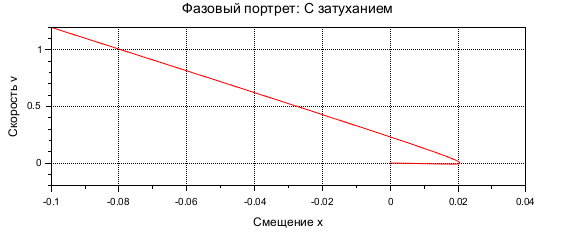 Фазовый портрет: С затуханием
Скорость v
1
0.5
0
-0.1 -0.08 -0.06 -0.04 -0.02 0 0.02 0.04
Смещение x